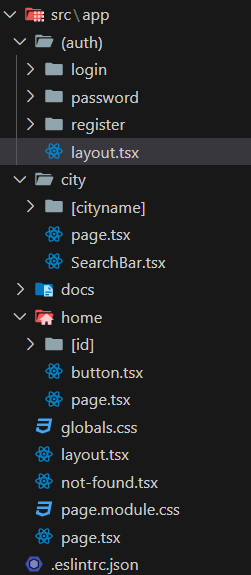 src\app
(auth)
login
password
register
layout.tsx
city
[cityname]
page.tsx
SearchBar.tsx
docs
home
[id]
button.tsx
page.tsx
globals.css
layout.tsx
not-found.tsx
page.module.css
page.tsx
.eslintrc.json